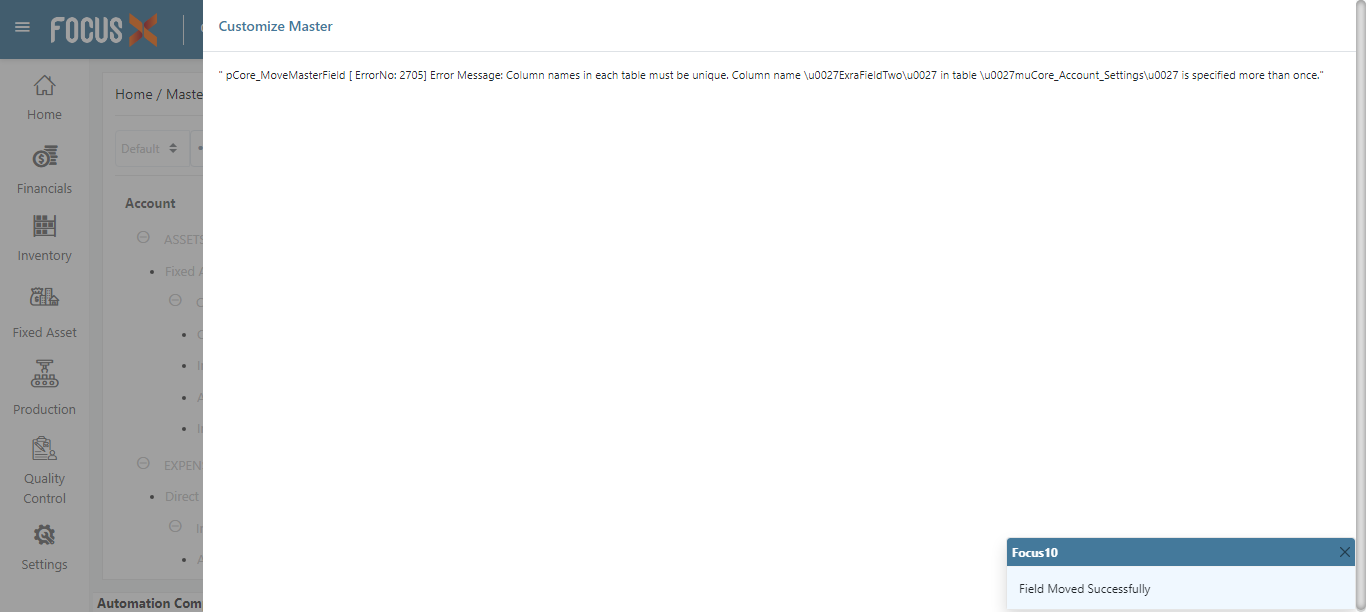 FOCUS X
Customize Master
" pCore_MoveMasterField [ ErrorNo: 2705] Error Message: Column names in each table must be unique. Column name \u0027ExraFieldTwo\u0027 in table \u0027muCore_Account_Settings\u0027 is specified more than once."
Home
Home / Maste
Default
Financials
Account
Inventory
ASSETS
Fixed A
Fixed Asset
Production
EXPEN
Quality
Control
Direct
Settings
Automation Com
Focus10
Field Moved Successfully